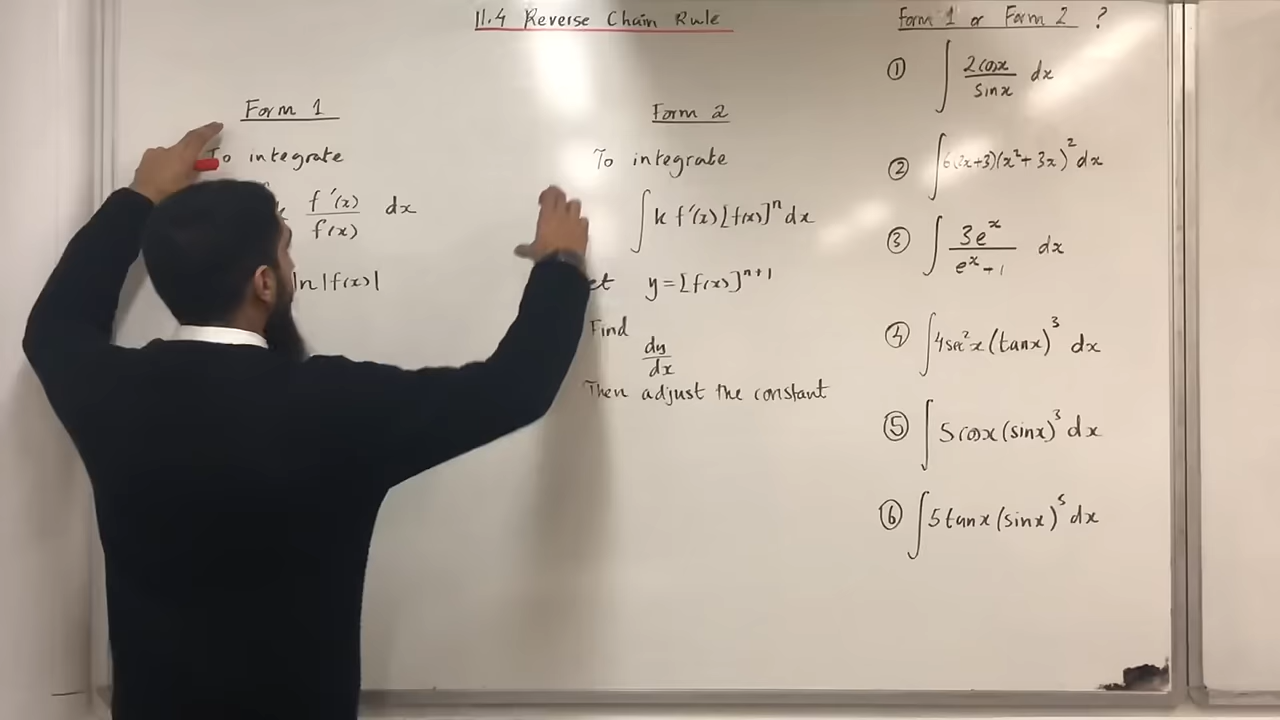 11.4 Reverse Chain Rule
Form 1
To integrate
k f'(x)/f(x) dx
ln|f(x)|
Form 2
To integrate
∫ k f'(x) [f(x)]ⁿ dx
et y = [f(x)]ⁿ⁺¹
Find
dy/dx
Then adjust the constant
Form 1 or Form 2 ?
① ∫ 2cosx/sinx dx
② ∫ 6(2x+3)(x²+3x)² dx
③ ∫ 3eˣ/eˣ+1 dx
④ ∫ 4sec²x (tanx)³ dx
⑤ ∫ 5cosx (sinx)³ dx
⑥ ∫ 5tanx (sinx)⁵ dx